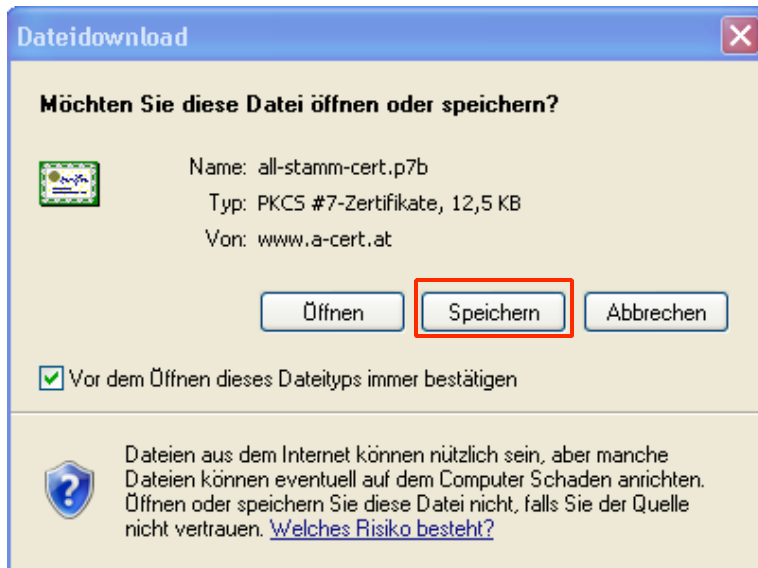 Dateidownload
Möchten Sie diese Datei öffnen oder speichern?
Name: all-stamm-cert.p7b
Typ: PKCS #7-Zertifikate, 12,5 KB
Von: www.a-cert.at
Öffnen Speichern Abbrechen
Vor dem Öffnen dieses Dateityps immer bestätigen
Dateien aus dem Internet können nützlich sein, aber manche
Dateien können eventuell auf dem Computer Schaden anrichten.
Öffnen oder speichern Sie diese Datei nicht, falls Sie der Quelle
nicht vertrauen. Welches Risiko besteht?